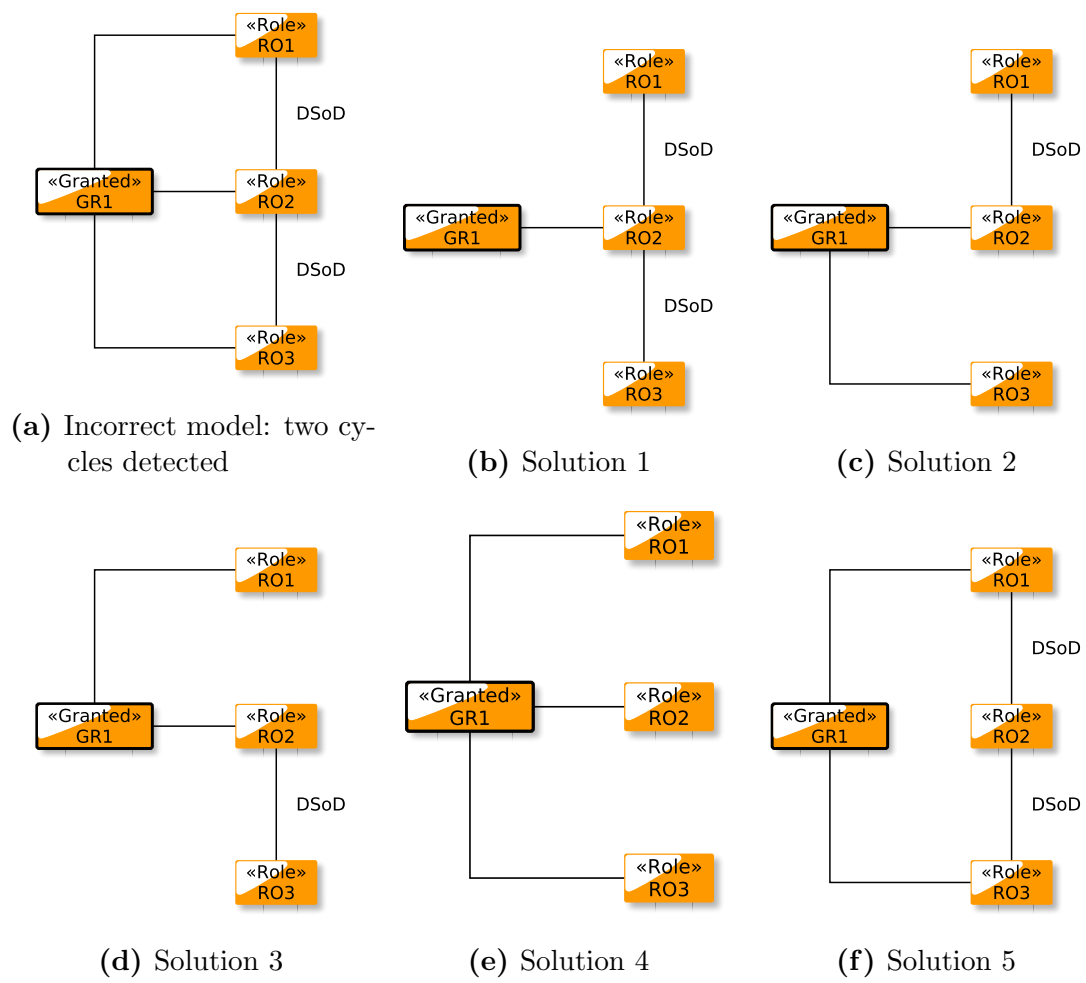 «Role»
RO1
DSoD
«Granted»
GR1
«Role»
RO2
DSoD
«Role»
RO3
(a) Incorrect model: two cy-
cles detected
«Role»
RO1
DSoD
«Granted»
GR1
«Role»
RO2
DSoD
«Role»
RO3
(b) Solution 1
«Role»
RO1
DSoD
«Granted»
GR1
«Role»
RO2
«Role»
RO3
(c) Solution 2
«Role»
RO1
«Granted»
GR1
«Role»
RO2
DSoD
«Role»
RO3
(d) Solution 3
«Role»
RO1
«Granted»
GR1
«Role»
RO2
«Role»
RO3
(e) Solution 4
«Role»
RO1
DSoD
«Granted»
GR1
«Role»
RO2
DSoD
«Role»
RO3
(f) Solution 5